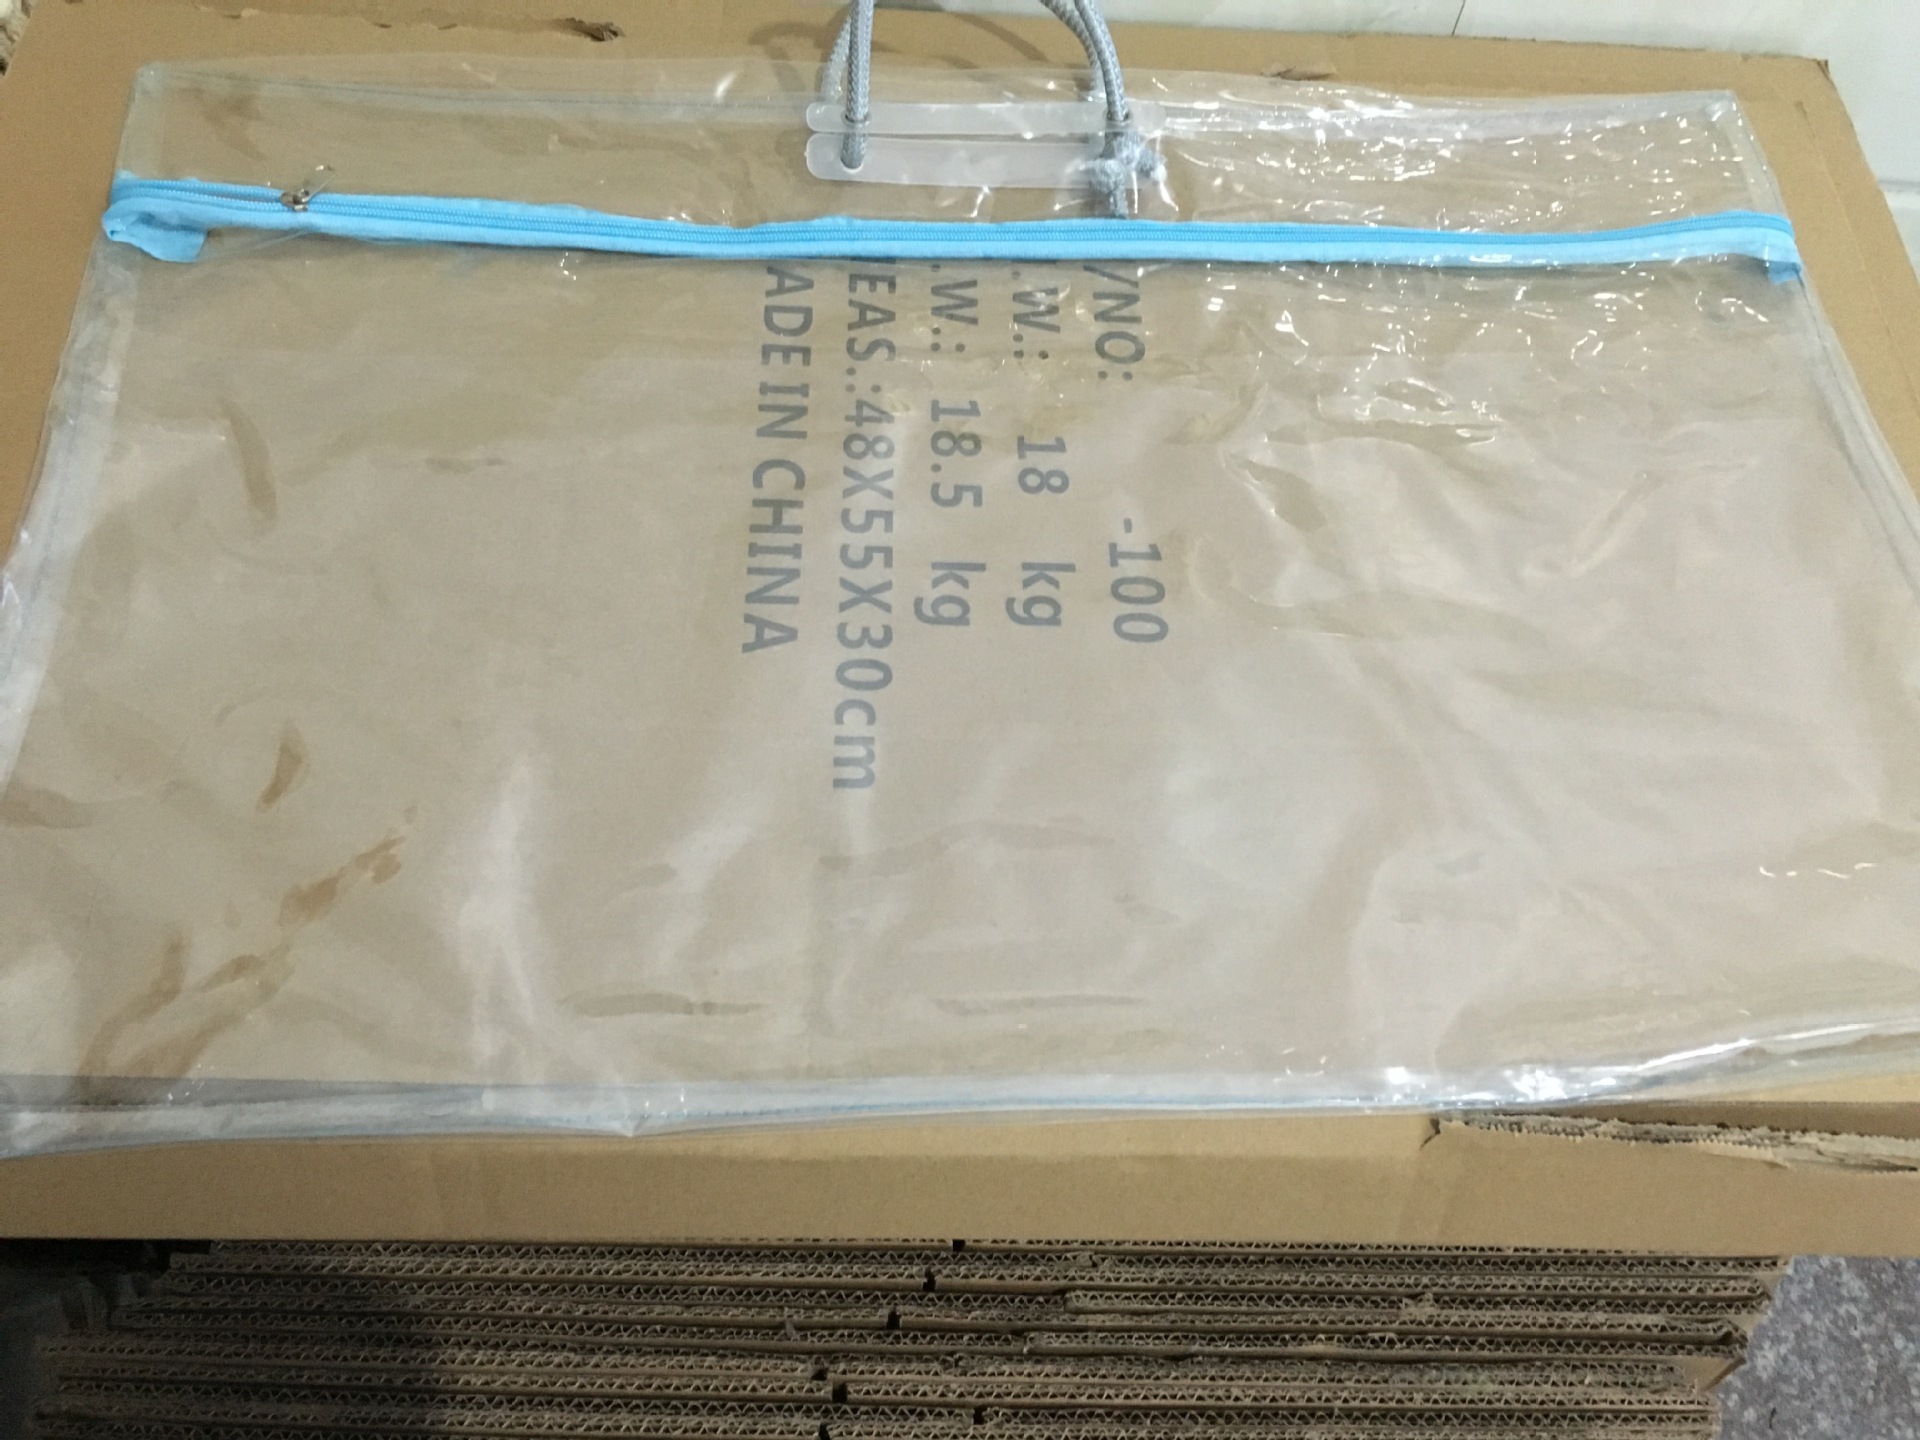 /NO: -100
.W.: 18 kg
.W.: 18.5 kg
EAS.:48X55X30cm
ADE IN CHINA